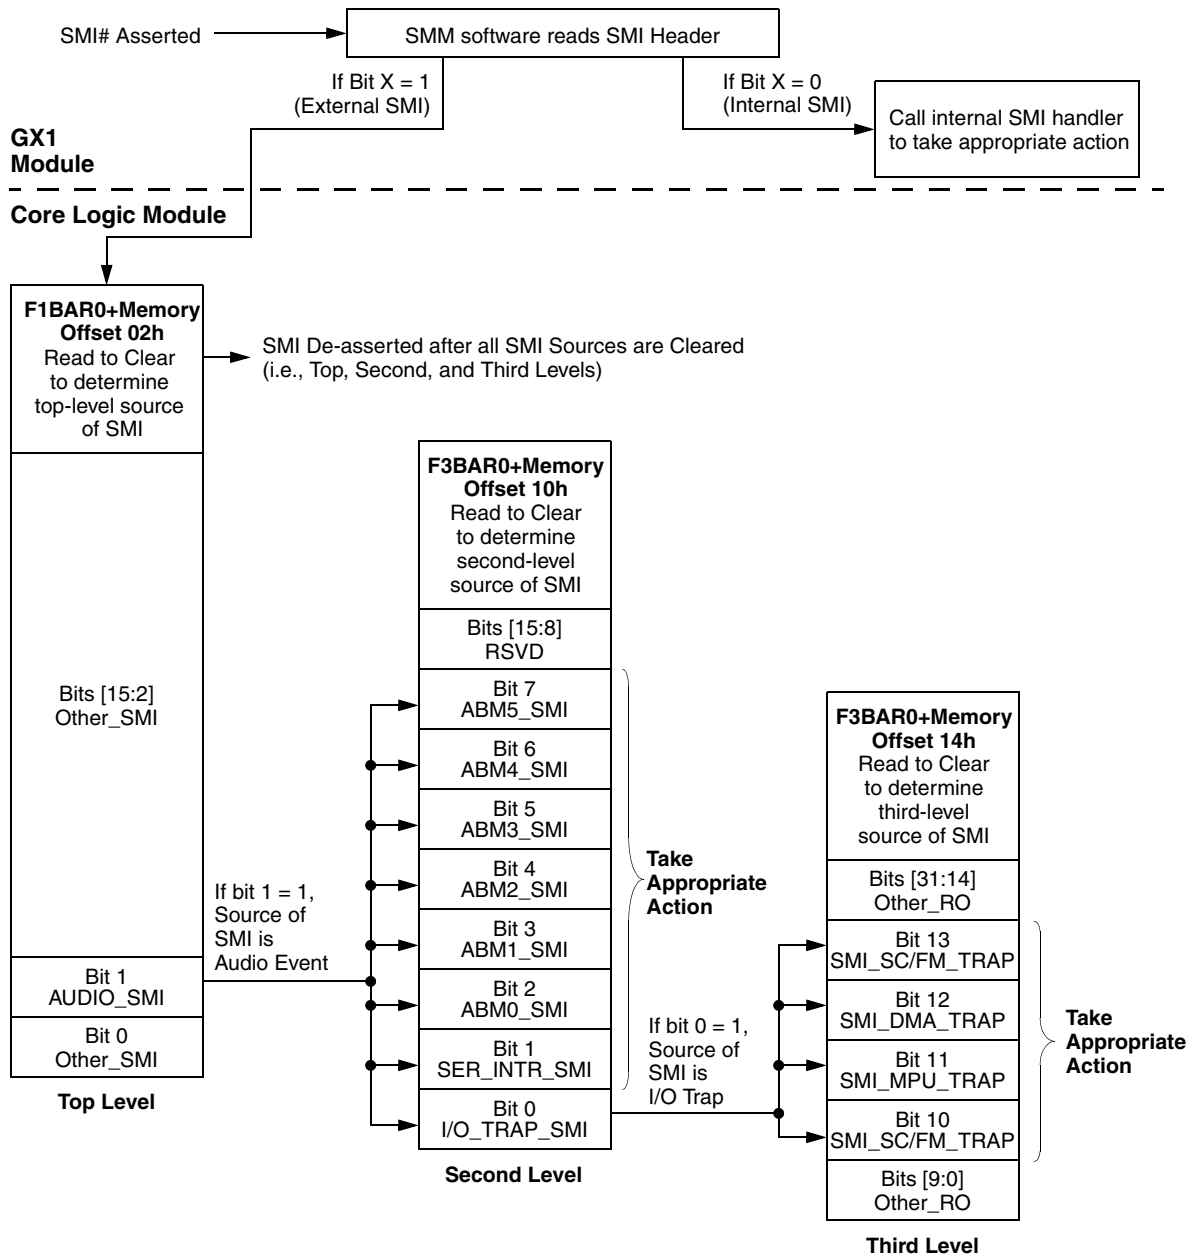 SMI# Asserted
SMM software reads SMI Header
If Bit X = 1
(External SMI)
If Bit X = 0
(Internal SMI)
Call internal SMI handler
to take appropriate action
GX1
Module
Core Logic Module
F1BAR0+Memory
Offset 02h
Read to Clear
to determine
top-level source
of SMI
SMI De-asserted after all SMI Sources are Cleared
(i.e., Top, Second, and Third Levels)
Bits [15:2]
Other_SMI
Bit 1
AUDIO_SMI
Bit 0
Other_SMI
Top Level
If bit 1 = 1,
Source of
SMI is
Audio Event
F3BAR0+Memory
Offset 10h
Read to Clear
to determine
second-level
source of SMI
Bits [15:8]
RSVD
Bit 7
ABM5_SMI
Bit 6
ABM4_SMI
Bit 5
ABM3_SMI
Bit 4
ABM2_SMI
Bit 3
ABM1_SMI
Bit 2
ABM0_SMI
Bit 1
SER_INTR_SMI
Bit 0
I/O_TRAP_SMI
Second Level
Take
Appropriate
Action
If bit 0 = 1,
Source of
SMI is
I/O Trap
F3BAR0+Memory
Offset 14h
Read to Clear
to determine
third-level
source of SMI
Bits [31:14]
Other_RO
Bit 13
SMI_SC/FM_TRAP
Bit 12
SMI_DMA_TRAP
Bit 11
SMI_MPU_TRAP
Bit 10
SMI_SC/FM_TRAP
Bits [9:0]
Other_RO
Third Level
Take
Appropriate
Action